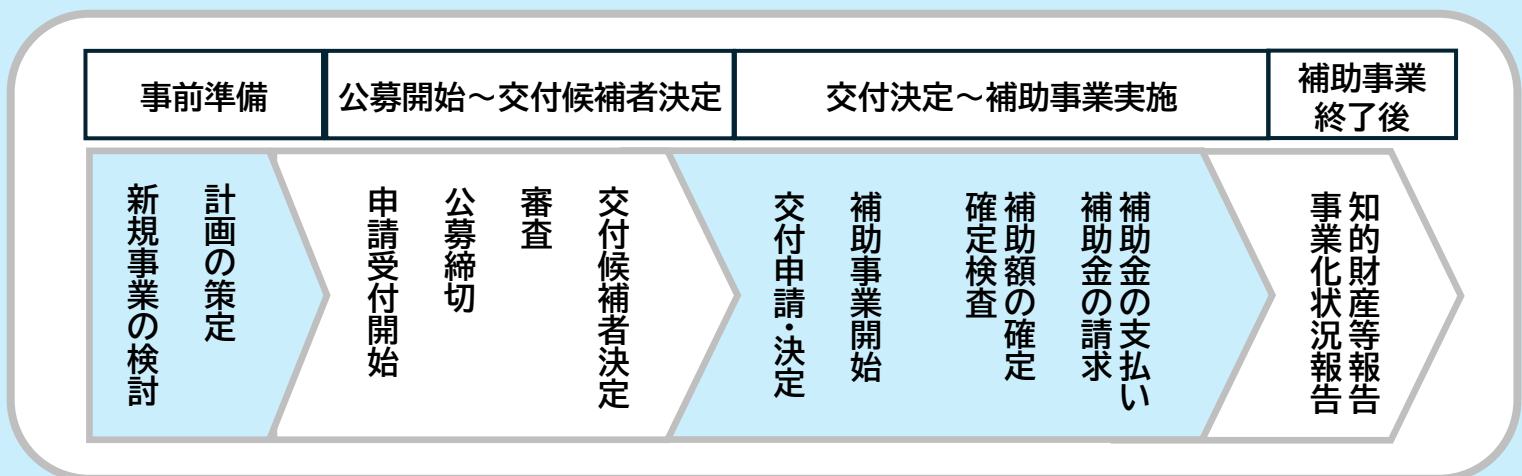 事前準備
公募開始～交付候補者決定
交付決定～補助事業実施
補助事業
終了後
新規事業の検討
計画の策定
申請受付開始
公募締切
審査
交付候補者決定
交付申請・決定
補助事業開始
確定検査
補助額の確定
補助金の請求
補助金の支払い
事業化状況報告
知的財産等報告